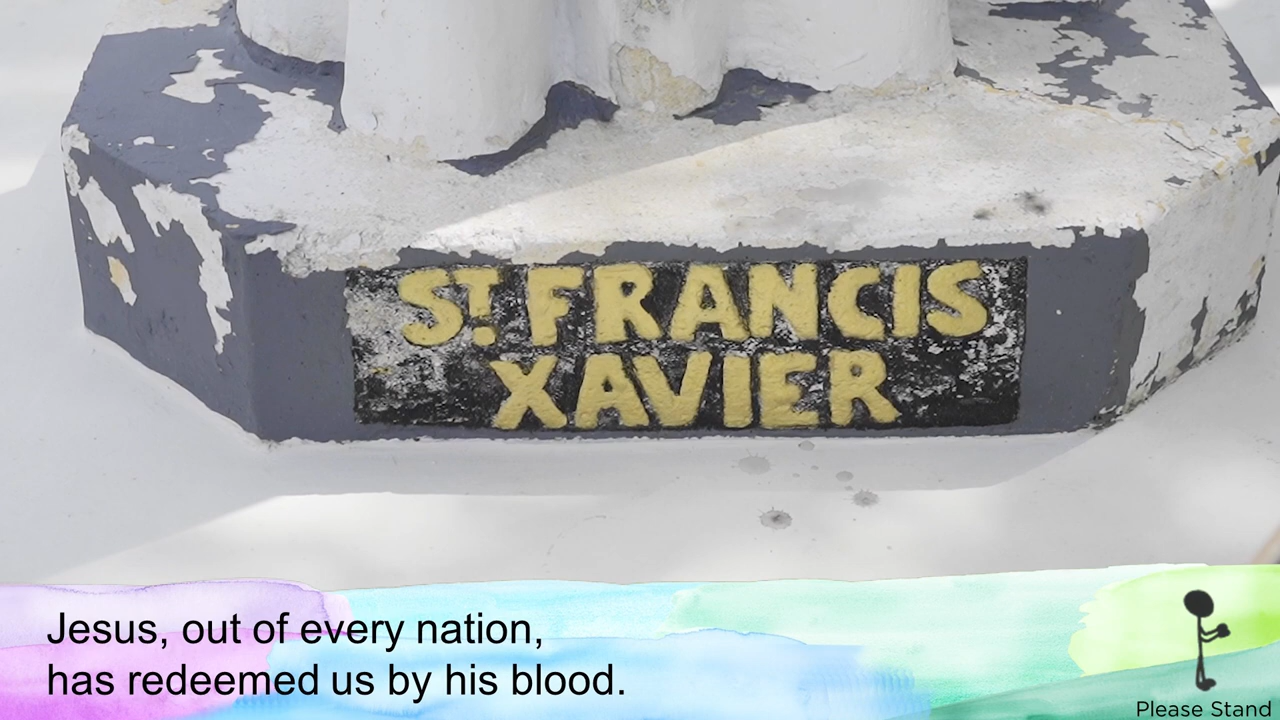 ST. FRANCIS
XAVIER
Jesus, out of every nation,
has redeemed us by his blood.
Please Stand